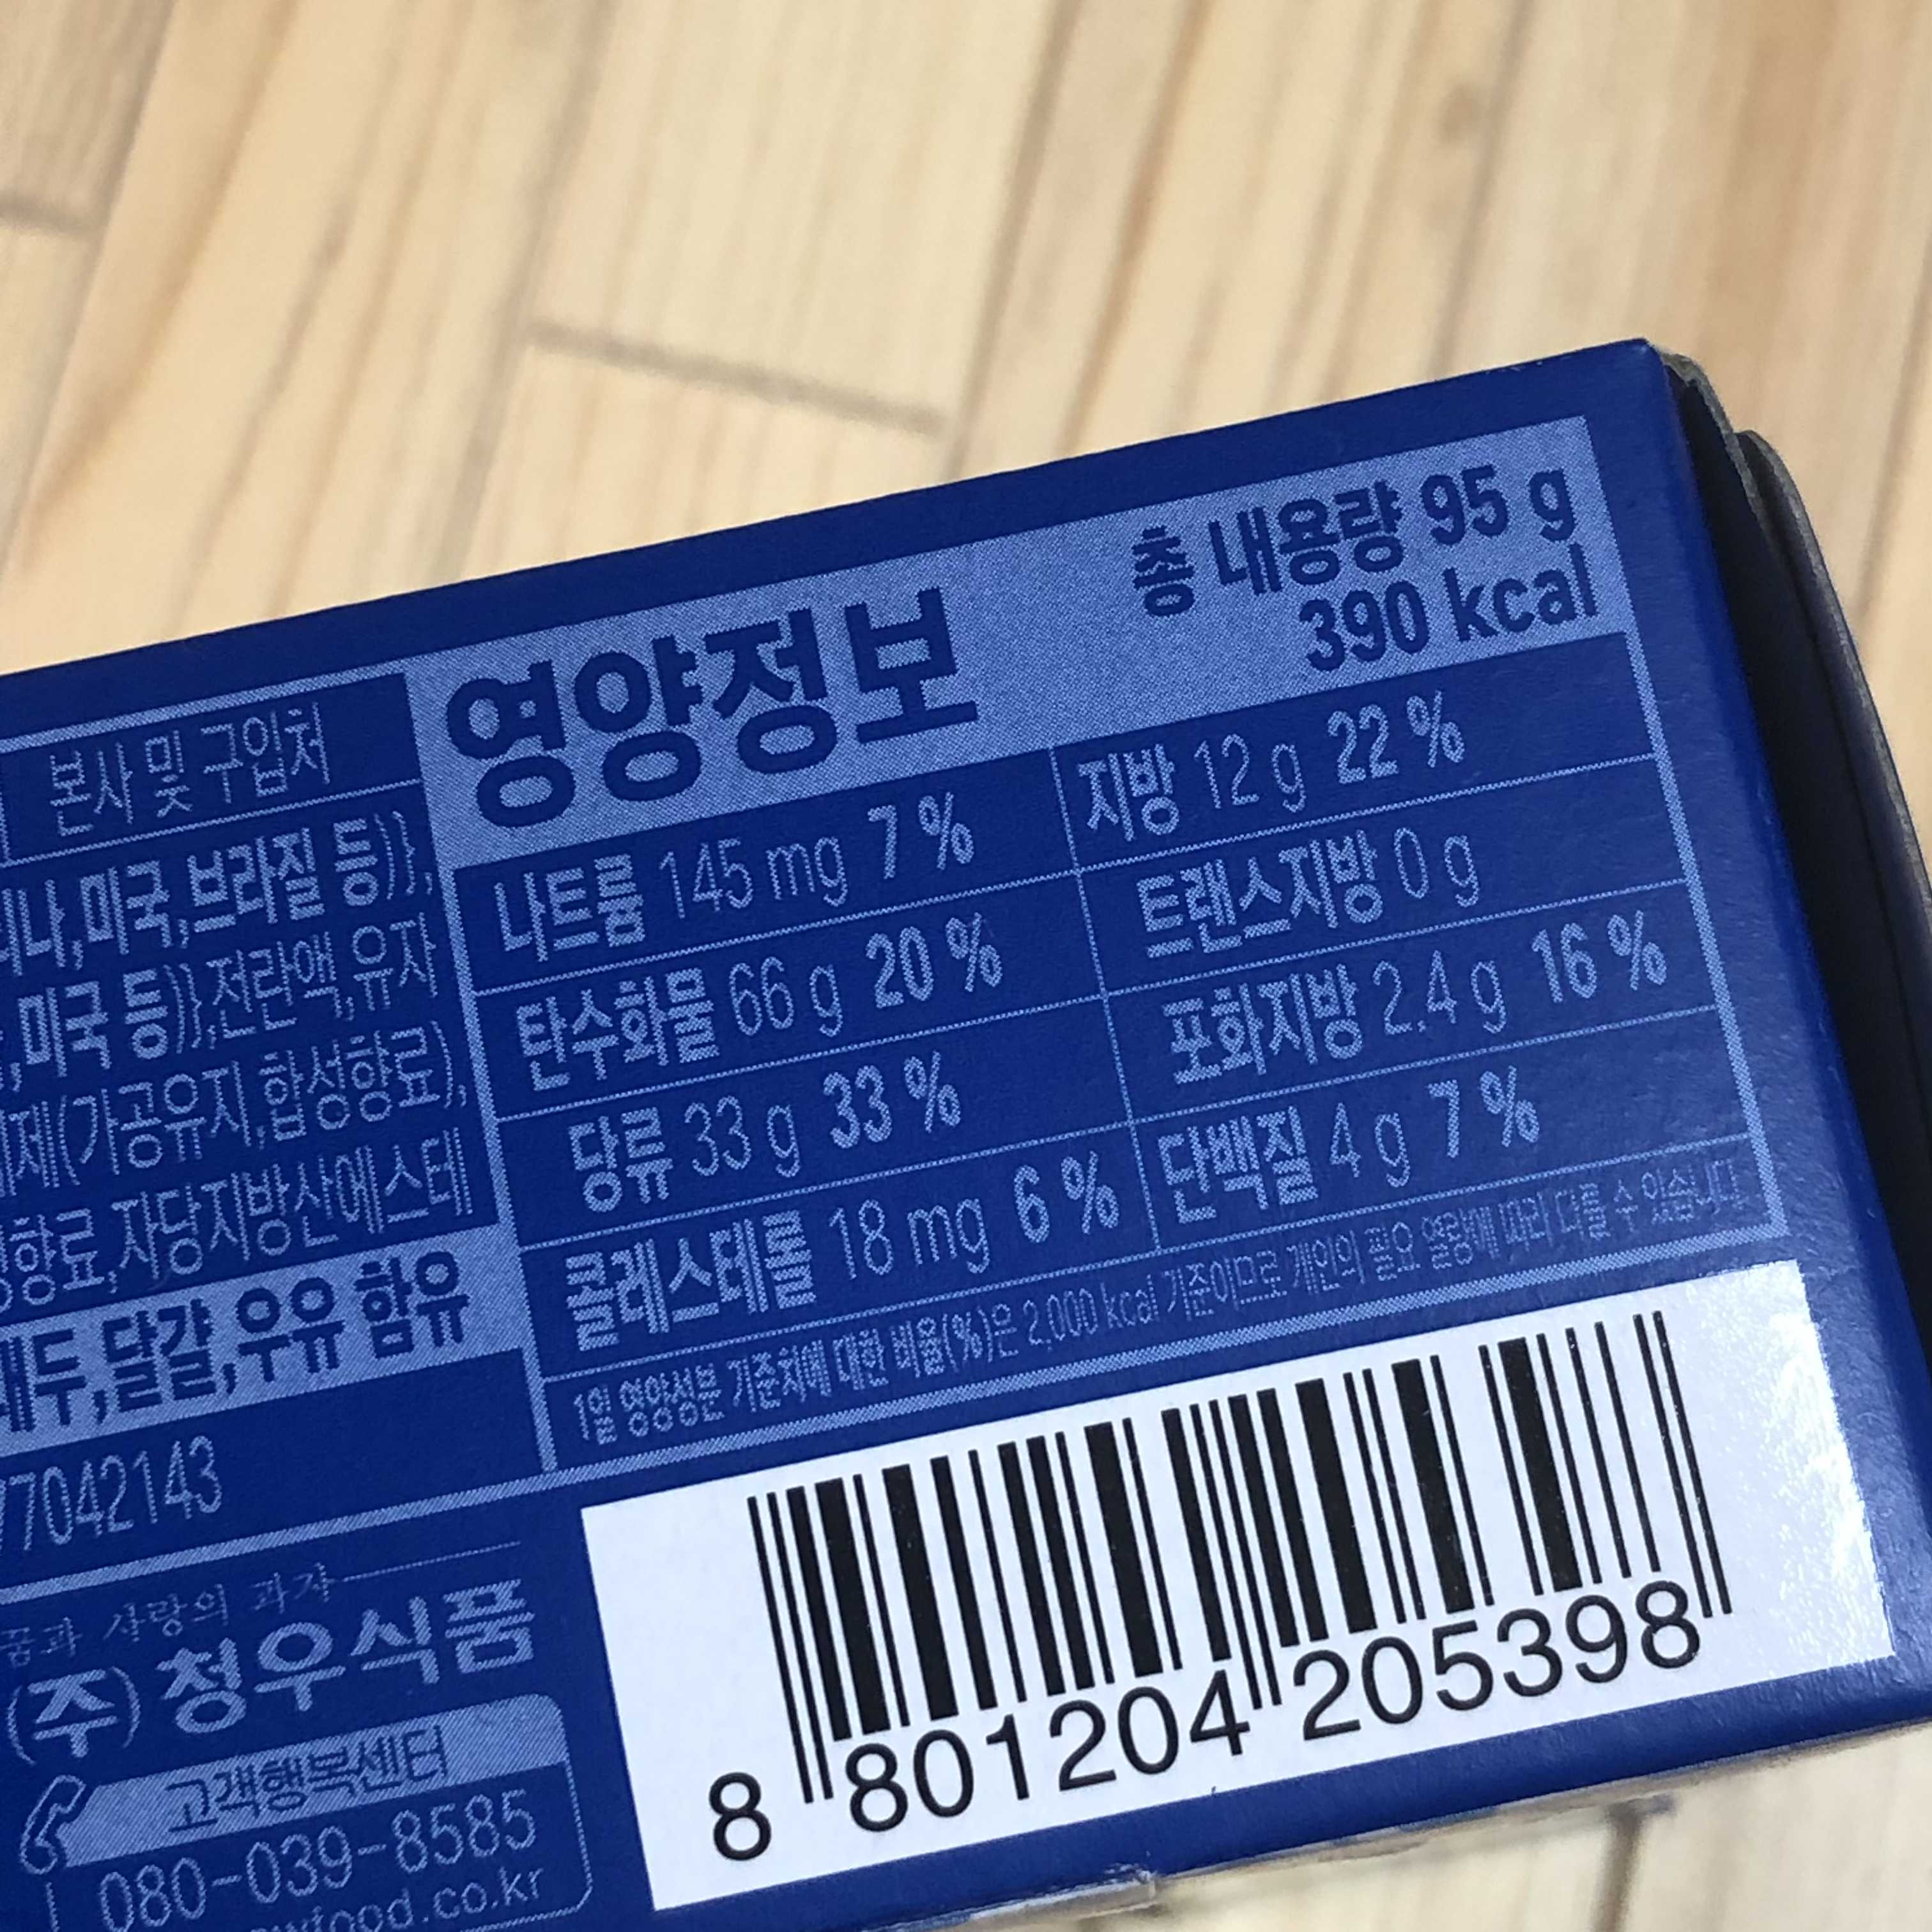 본사 및 구입처
나,미국,브라질 등)},
미국 등)},전란액,유자
제(가공유지,합성향료),
향료,자당지방산에스테
대두,달걀,우유 함유
77042143
꿈과 사랑의 과자
(주)청우식품
고객행복센터
080-039-8585
food.co.kr
영양정보
총 내용량 95 g
390 kcal
나트륨 145 mg 7 % 지방 12 g 22 %
탄수화물 66 g 20 % 트랜스지방 0 g
당류 33 g 33 % 포화지방 2.4 g 16 %
콜레스테롤 18 mg 6 % 단백질 4 g 7 %
1일 영양성분 기준치에 대한 비율(%)은 2,000 kcal 기준이므로 개인의 필요 열량에 따라 다를 수 있습니다.
8 801204 205398